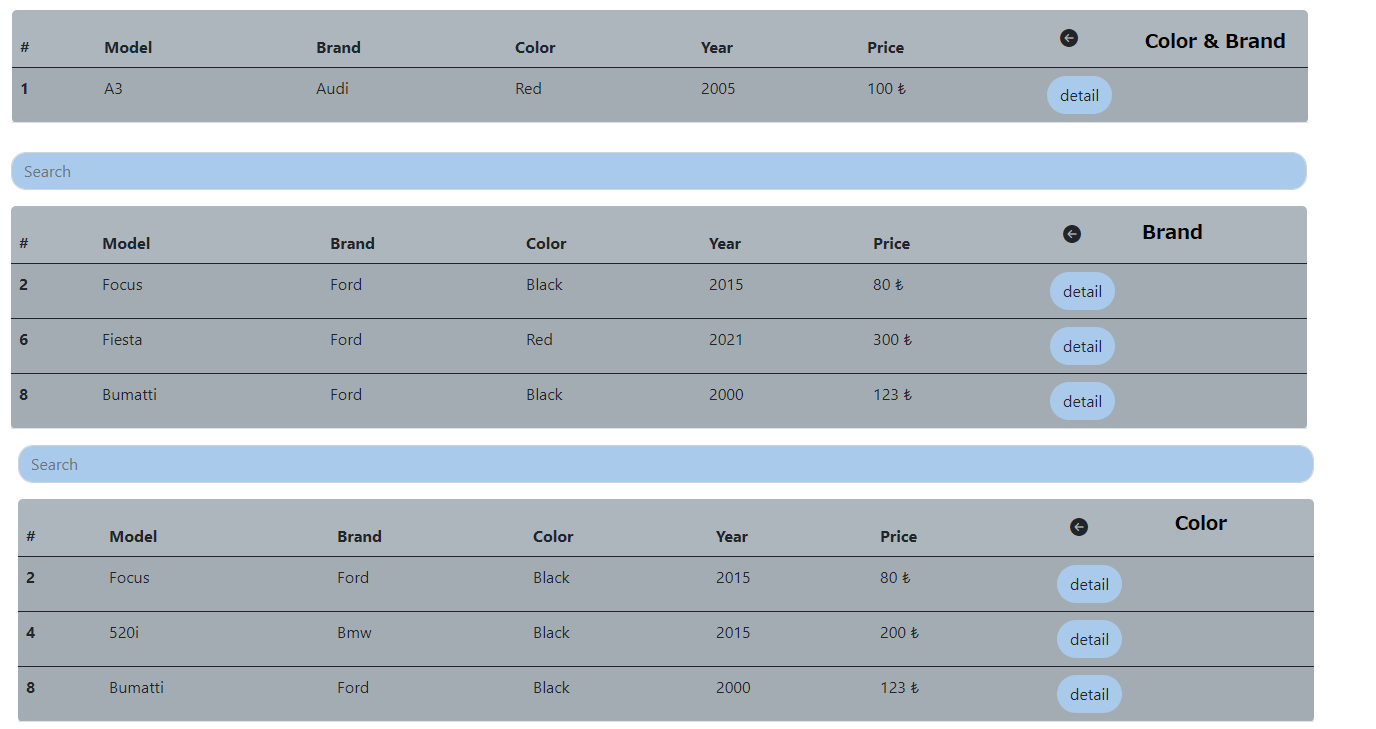 # Model Brand Color Year Price Color & Brand
1 A3 Audi Red 2005 100 ₺ detail
Search
# Model Brand Color Year Price Brand
2 Focus Ford Black 2015 80 ₺ detail
6 Fiesta Ford Red 2021 300 ₺ detail
8 Bumatti Ford Black 2000 123 ₺ detail
Search
# Model Brand Color Year Price Color
2 Focus Ford Black 2015 80 ₺ detail
4 520i Bmw Black 2015 200 ₺ detail
8 Bumatti Ford Black 2000 123 ₺ detail